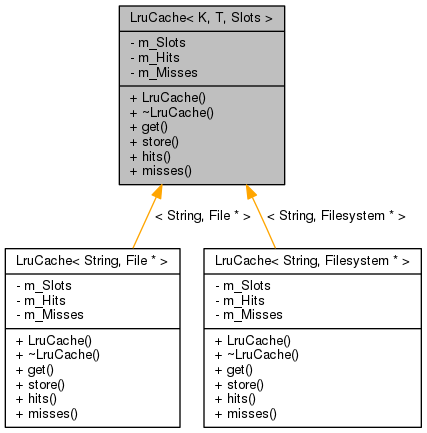 LruCache< K, T, Slots >
- m_Slots
- m_Hits
- m_Misses
+ LruCache()
+ ~LruCache()
+ get()
+ store()
+ hits()
+ misses()
< String, File * >
< String, Filesystem * >
LruCache< String, File * >
- m_Slots
- m_Hits
- m_Misses
+ LruCache()
+ ~LruCache()
+ get()
+ store()
+ hits()
+ misses()
LruCache< String, Filesystem * >
- m_Slots
- m_Hits
- m_Misses
+ LruCache()
+ ~LruCache()
+ get()
+ store()
+ hits()
+ misses()